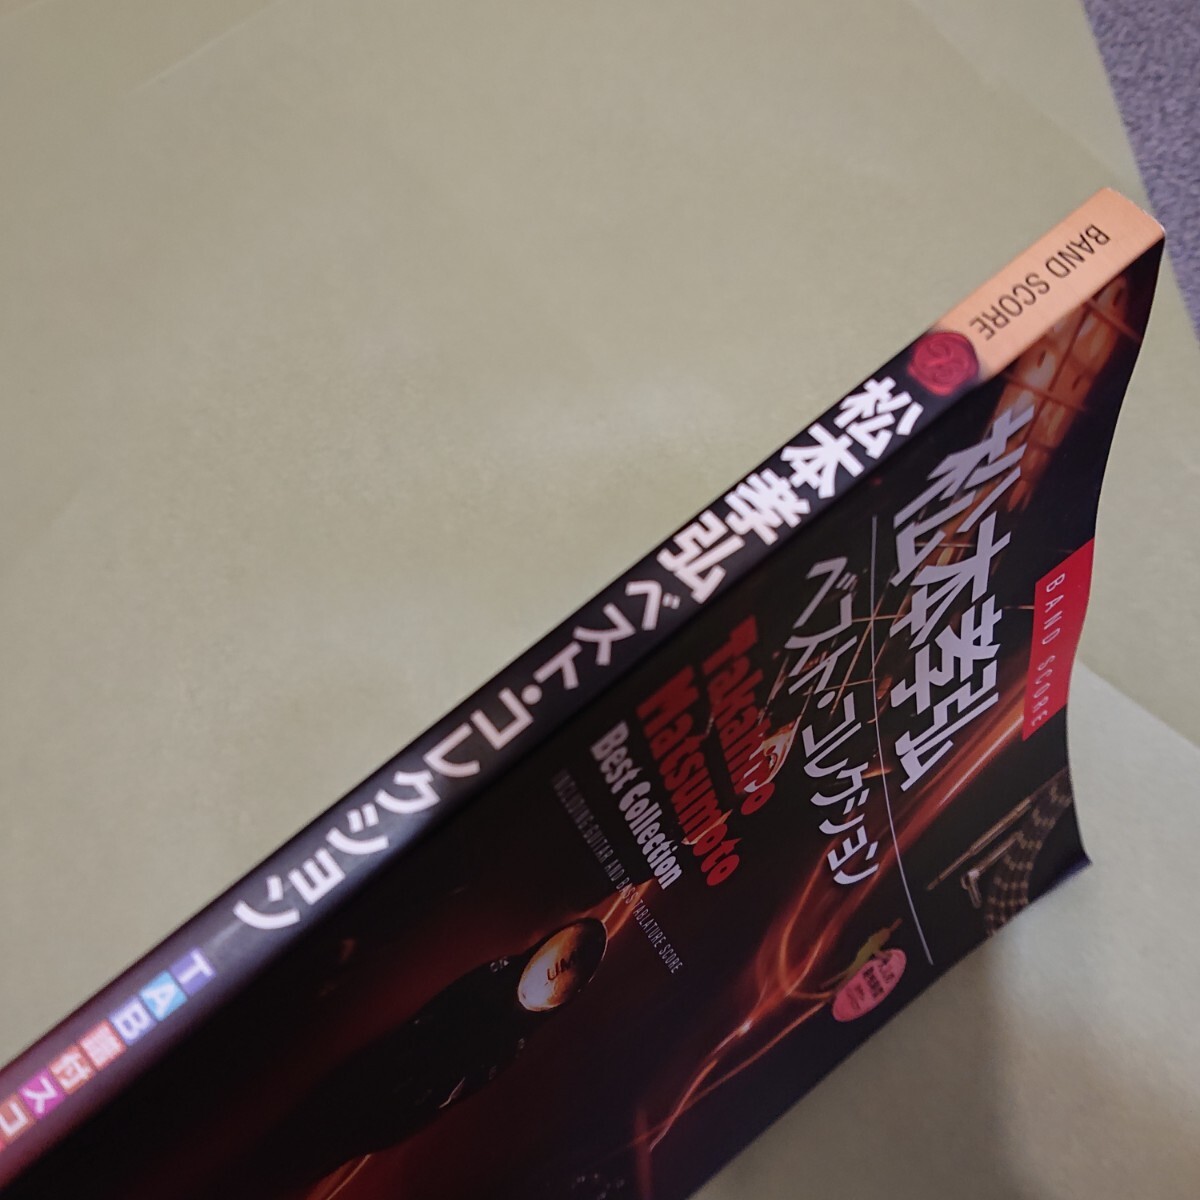 BAND SCORE
松本孝弘 ベスト・コレクション TAB譜付スコ
BAND SCORE
松本孝弘
ベスト・コレクション
Takahiro
Matsumoto
Best Collection
INCLUDING GUITAR AND BASS TABLATURE SCORE